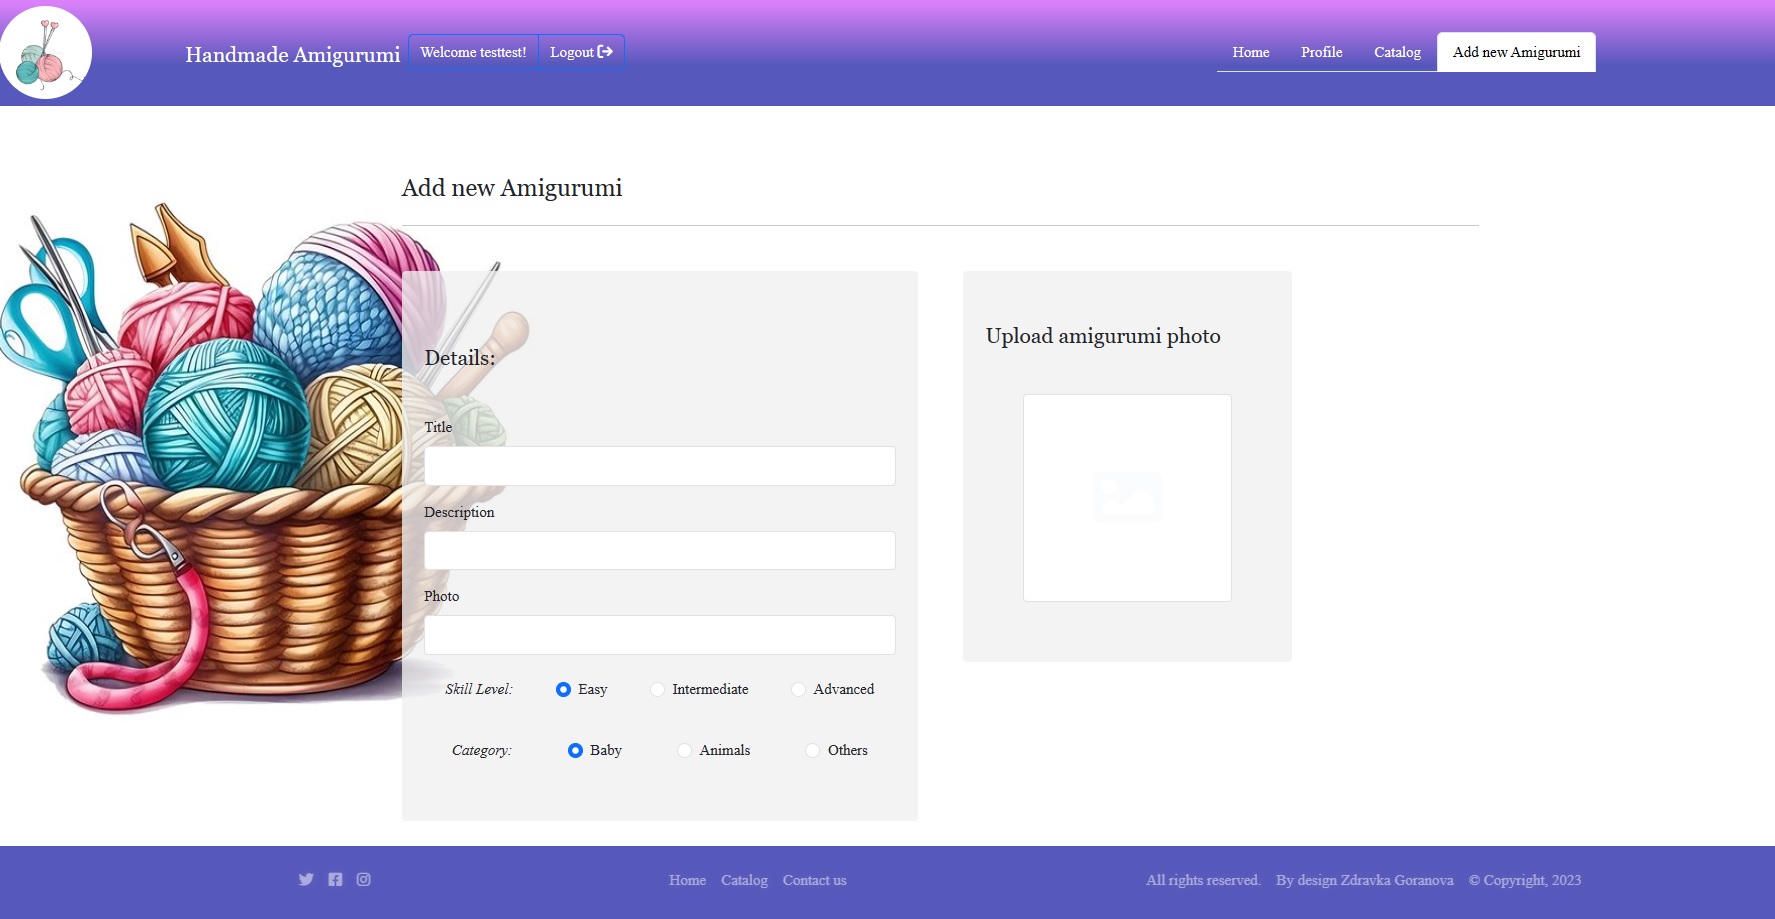 Handmade Amigurumi Welcome testtest! Logout Home Profile Catalog Add new Amigurumi
Add new Amigurumi
Details:
Title
Description
Photo
Skill Level: Easy Intermediate Advanced
Category: Baby Animals Others
Upload amigurumi photo
Home Catalog Contact us All rights reserved. By design Zdravka Goranova © Copyright, 2023